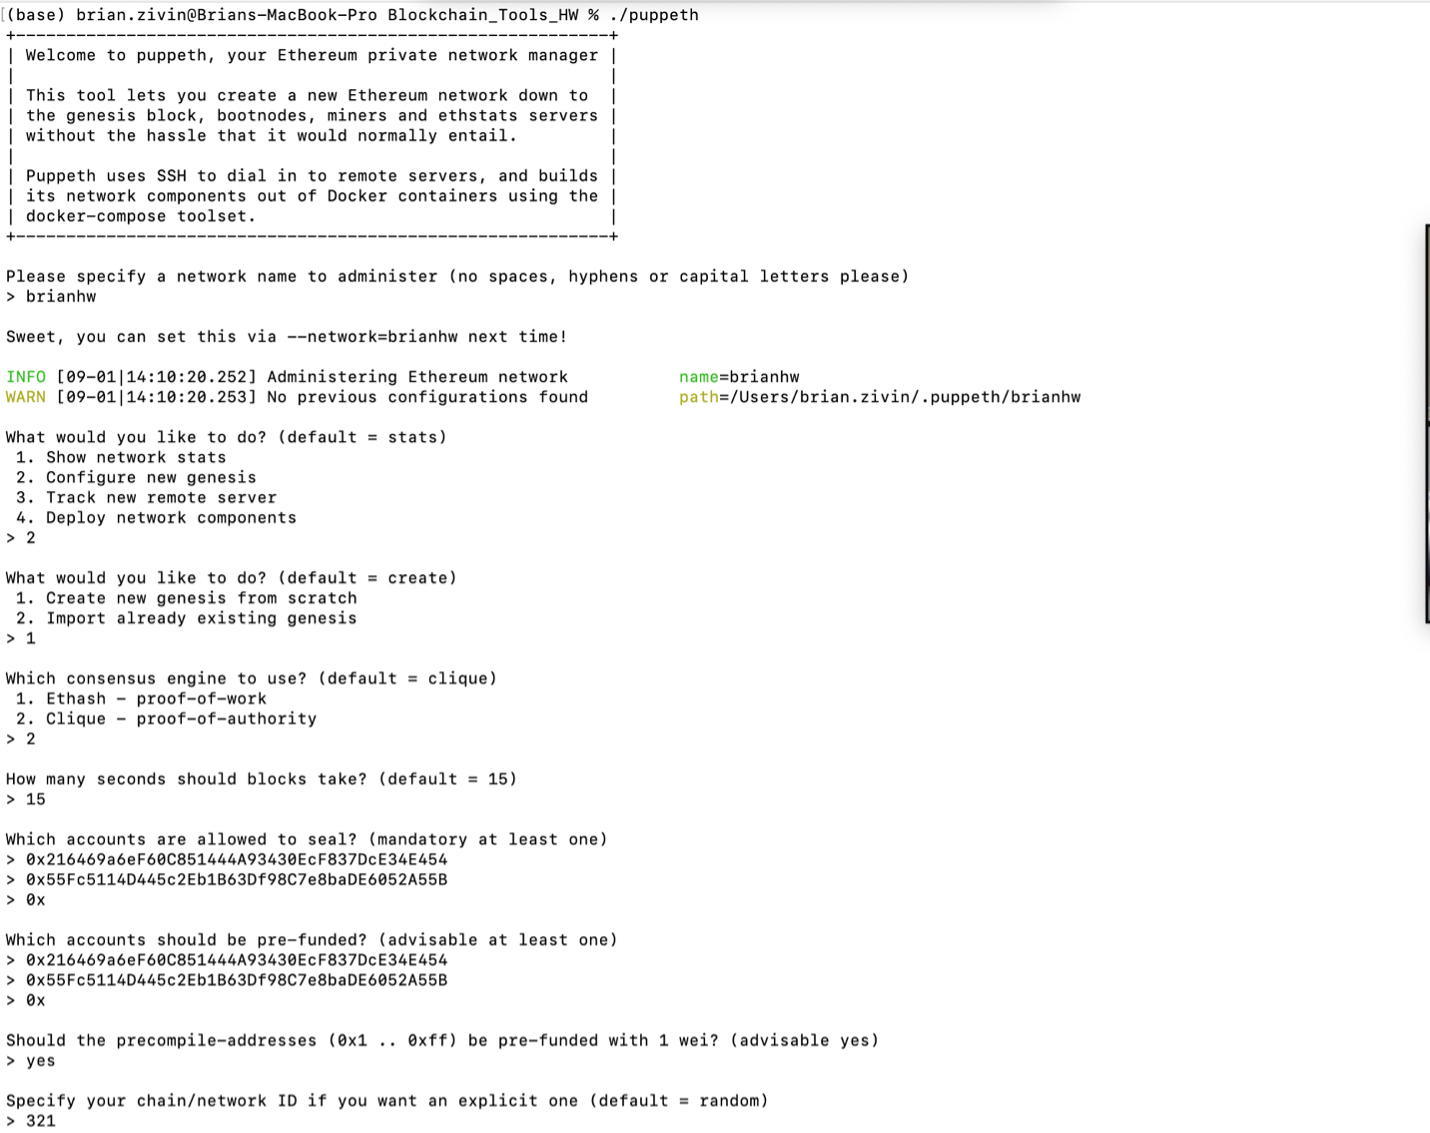 (base) brian.zivin@Brians-MacBook-Pro Blockchain_Tools_HW % ./puppeth
+-----------------------------------------------------------+
| Welcome to puppeth, your Ethereum private network manager |
|                                                           |
| This tool lets you create a new Ethereum network down to  |
| the genesis block, bootnodes, miners and ethstats servers |
| without the hassle that it would normally entail.         |
|                                                           |
| Puppeth uses SSH to dial in to remote servers, and builds |
| its network components out of Docker containers using the |
| docker-compose toolset.                                   |
+-----------------------------------------------------------+
Please specify a network name to administer (no spaces, hyphens or capital letters please)
> brianhw
Sweet, you can set this via --network=brianhw next time!
INFO [09-01|14:10:20.252] Administering Ethereum network           name=brianhw
WARN [09-01|14:10:20.253] No previous configurations found         path=/Users/brian.zivin/.puppeth/brianhw
What would you like to do? (default = stats)
 1. Show network stats
 2. Configure new genesis
 3. Track new remote server
 4. Deploy network components
> 2
What would you like to do? (default = create)
 1. Create new genesis from scratch
 2. Import already existing genesis
> 1
Which consensus engine to use? (default = clique)
 1. Ethash - proof-of-work
 2. Clique - proof-of-authority
> 2
How many seconds should blocks take? (default = 15)
> 15
Which accounts are allowed to seal? (mandatory at least one)
> 0x216469a6eF60C851444A93430EcF837DcE34E454
> 0x55Fc5114D445c2Eb1B63Df98C7e8baDE6052A55B
> 0x
Which accounts should be pre-funded? (advisable at least one)
> 0x216469a6eF60C851444A93430EcF837DcE34E454
> 0x55Fc5114D445c2Eb1B63Df98C7e8baDE6052A55B
> 0x
Should the precompile-addresses (0x1 .. 0xff) be pre-funded with 1 wei? (advisable yes)
> yes
Specify your chain/network ID if you want an explicit one (default = random)
> 321